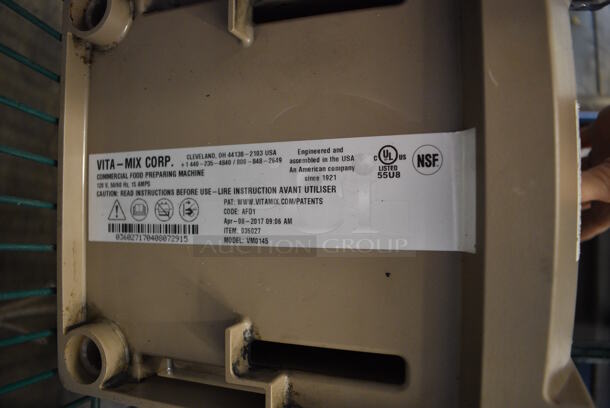 VITA-MIX CORP.
CLEVELAND, OH 44138-2103 USA
+1 440-235-4840 / 800-848-2649
COMMERCIAL FOOD PREPARING MACHINE
120 V, 50/60 Hz, 15 AMPS
Engineered and
assembled in the USA
An American company
since 1921
C UL US
LISTED
55U8
NSF
CAUTION: READ INSTRUCTIONS BEFORE USE-LIRE INSTRUCTION AVANT UTILISER
PAT: WWW.VITAMIX.COM/PATENTS
CODE: AFD1
Apr-08-2017 09:06 AM
ITEM: 036027
MODEL: VM0145
036027170408072915
AUCTION GROUP